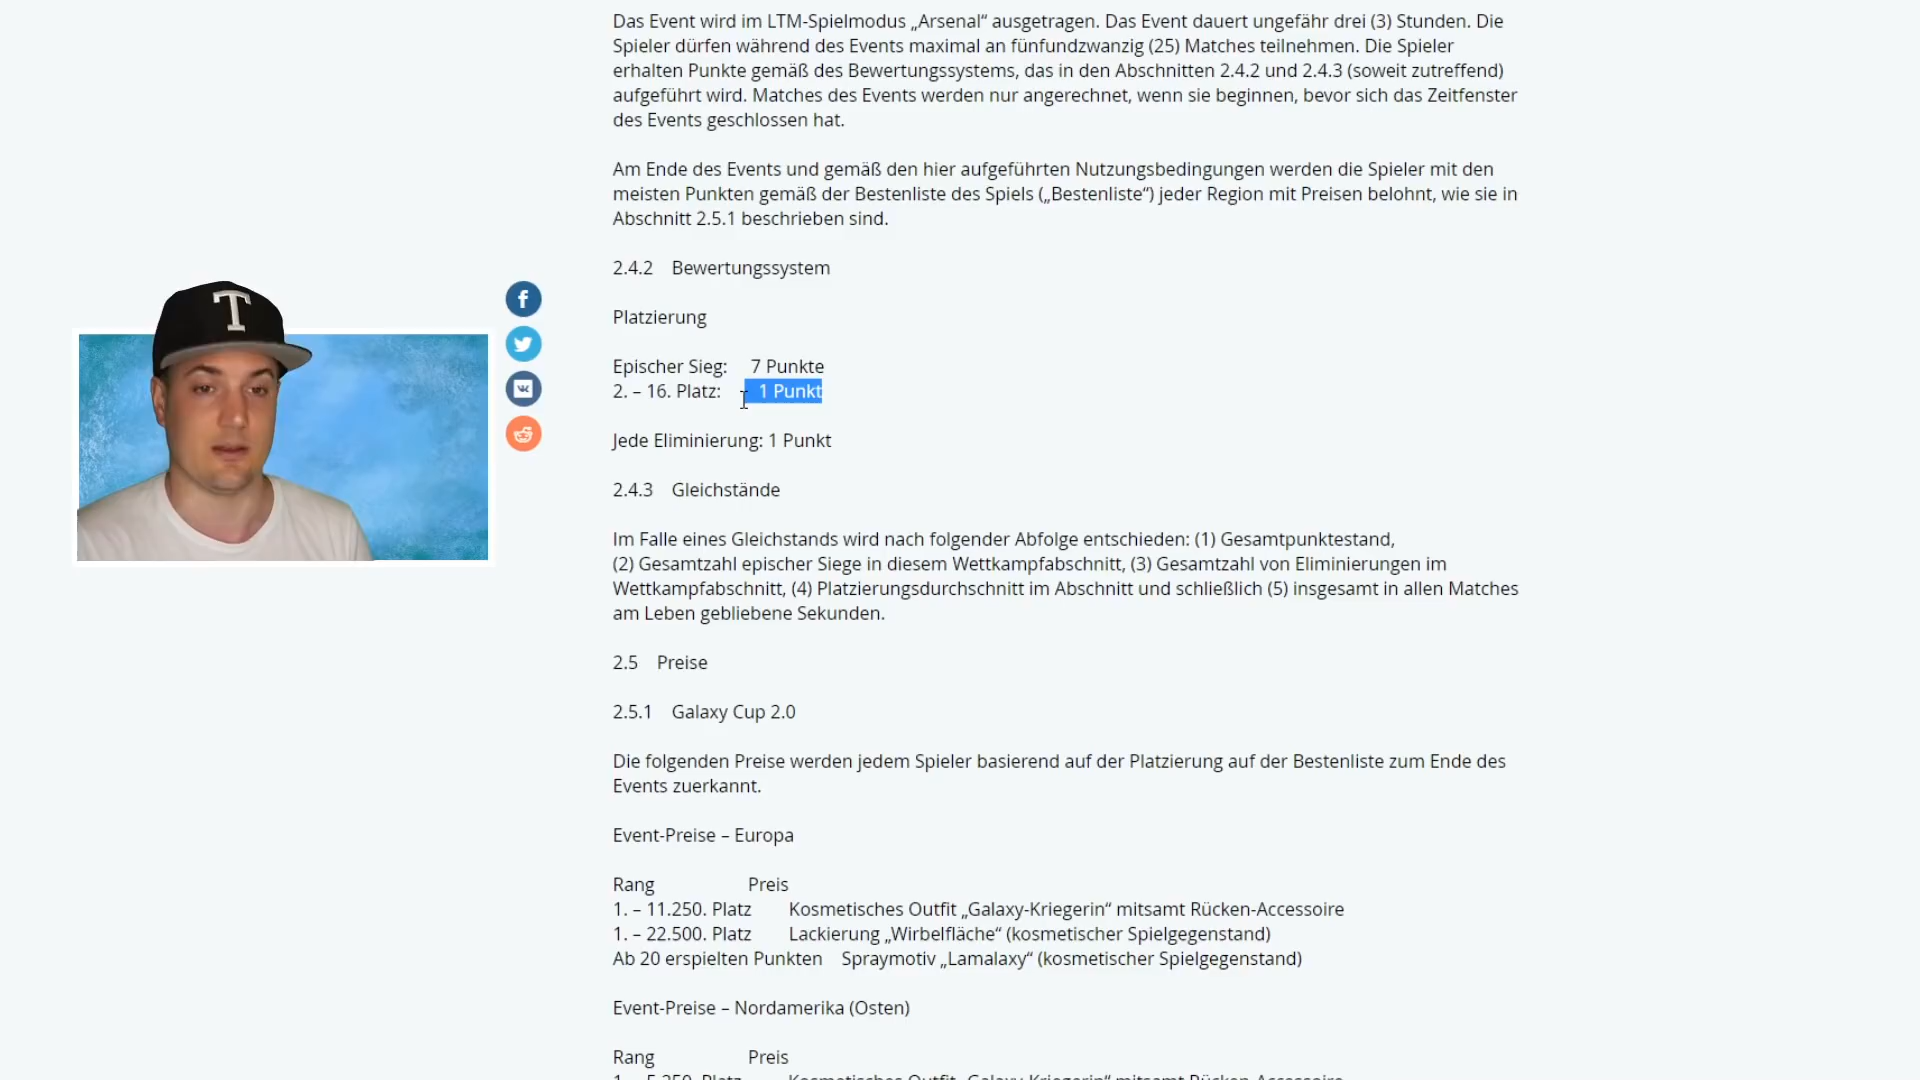 Das Event wird im LTM-Spielmodus „Arsenal“ ausgetragen. Das Event dauert ungefähr drei (3) Stunden. Die
Spieler dürfen während des Events maximal an fünfundzwanzig (25) Matches teilnehmen. Die Spieler
erhalten Punkte gemäß des Bewertungssystems, das in den Abschnitten 2.4.2 und 2.4.3 (soweit zutreffend)
aufgeführt wird. Matches des Events werden nur angerechnet, wenn sie beginnen, bevor sich das Zeitfenster
des Events geschlossen hat.
Am Ende des Events und gemäß den hier aufgeführten Nutzungsbedingungen werden die Spieler mit den
meisten Punkten gemäß der Bestenliste des Spiels („Bestenliste“) jeder Region mit Preisen belohnt, wie sie in
Abschnitt 2.5.1 beschrieben sind.
2.4.2 Bewertungssystem
Platzierung
Epischer Sieg: 7 Punkte
2. – 16. Platz: 1 Punkt
Jede Eliminierung: 1 Punkt
2.4.3 Gleichstände
Im Falle eines Gleichstands wird nach folgender Abfolge entschieden: (1) Gesamtpunktestand,
(2) Gesamtzahl epischer Siege in diesem Wettkampfabschnitt, (3) Gesamtzahl von Eliminierungen im
Wettkampfabschnitt, (4) Platzierungsdurchschnitt im Abschnitt und schließlich (5) insgesamt in allen Matches
am Leben gebliebene Sekunden.
2.5 Preise
2.5.1 Galaxy Cup 2.0
Die folgenden Preise werden jedem Spieler basierend auf der Platzierung auf der Bestenliste zum Ende des
Events zuerkannt.
Event-Preise – Europa
Rang Preis
1. – 11.250. Platz Kosmetisches Outfit „Galaxy-Kriegerin“ mitsamt Rücken-Accessoire
1. – 22.500. Platz Lackierung „Wirbelfläche“ (kosmetischer Spielgegenstand)
Ab 20 erspielten Punkten Spraymotiv „Lamalaxy“ (kosmetischer Spielgegenstand)
Event-Preise – Nordamerika (Osten)
Rang Preis
1. – 5.250. Platz Kosmetisches Outfit „Galaxy-Kriegerin“ mitsamt Rücken-Accessoire
T